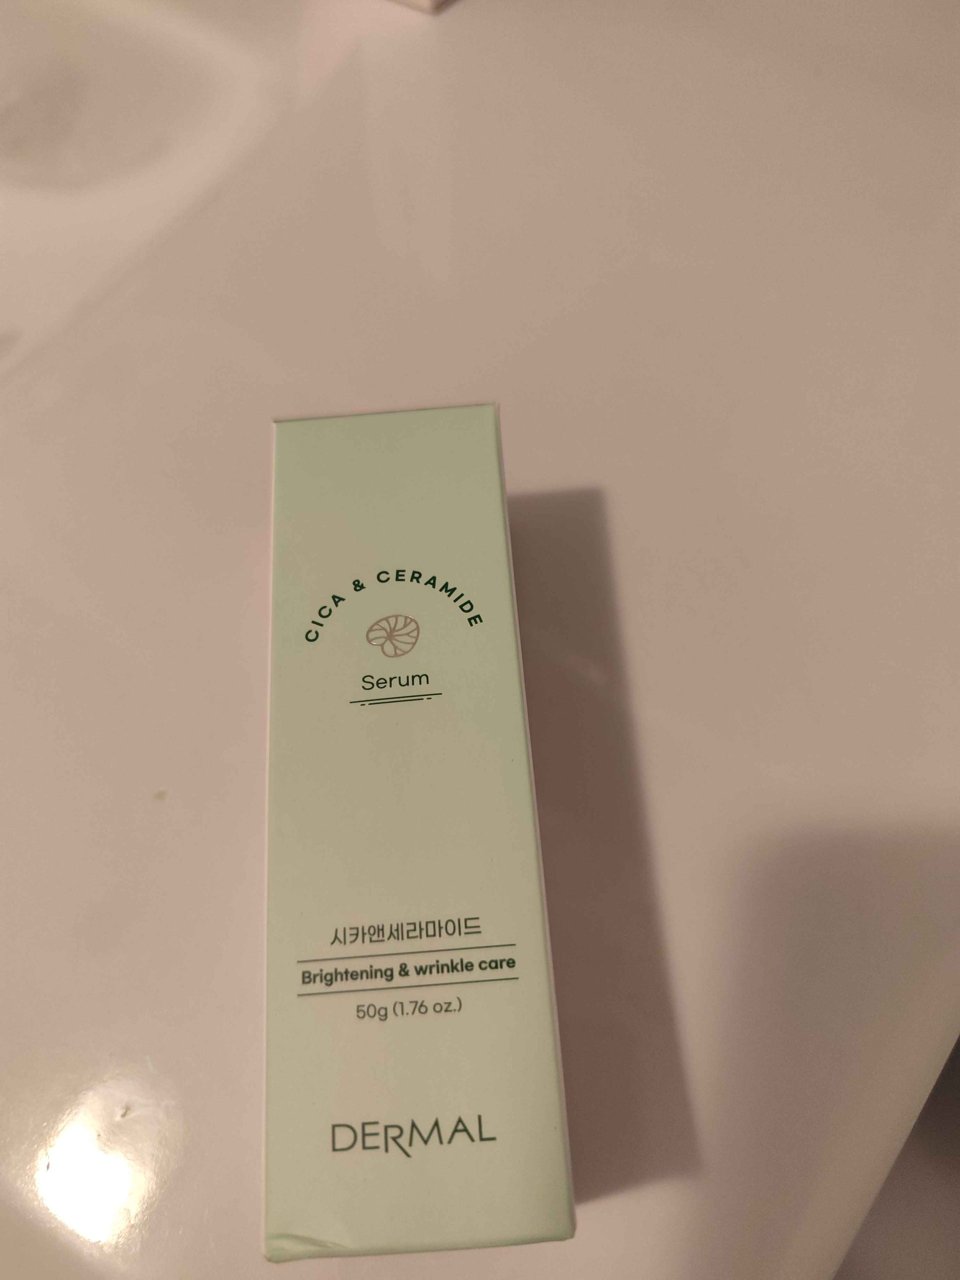 CICA & CERAMIDE
Serum
시카앤세라마이드
Brightening & wrinkle care
50g (1.76 oz.)
DERMAL